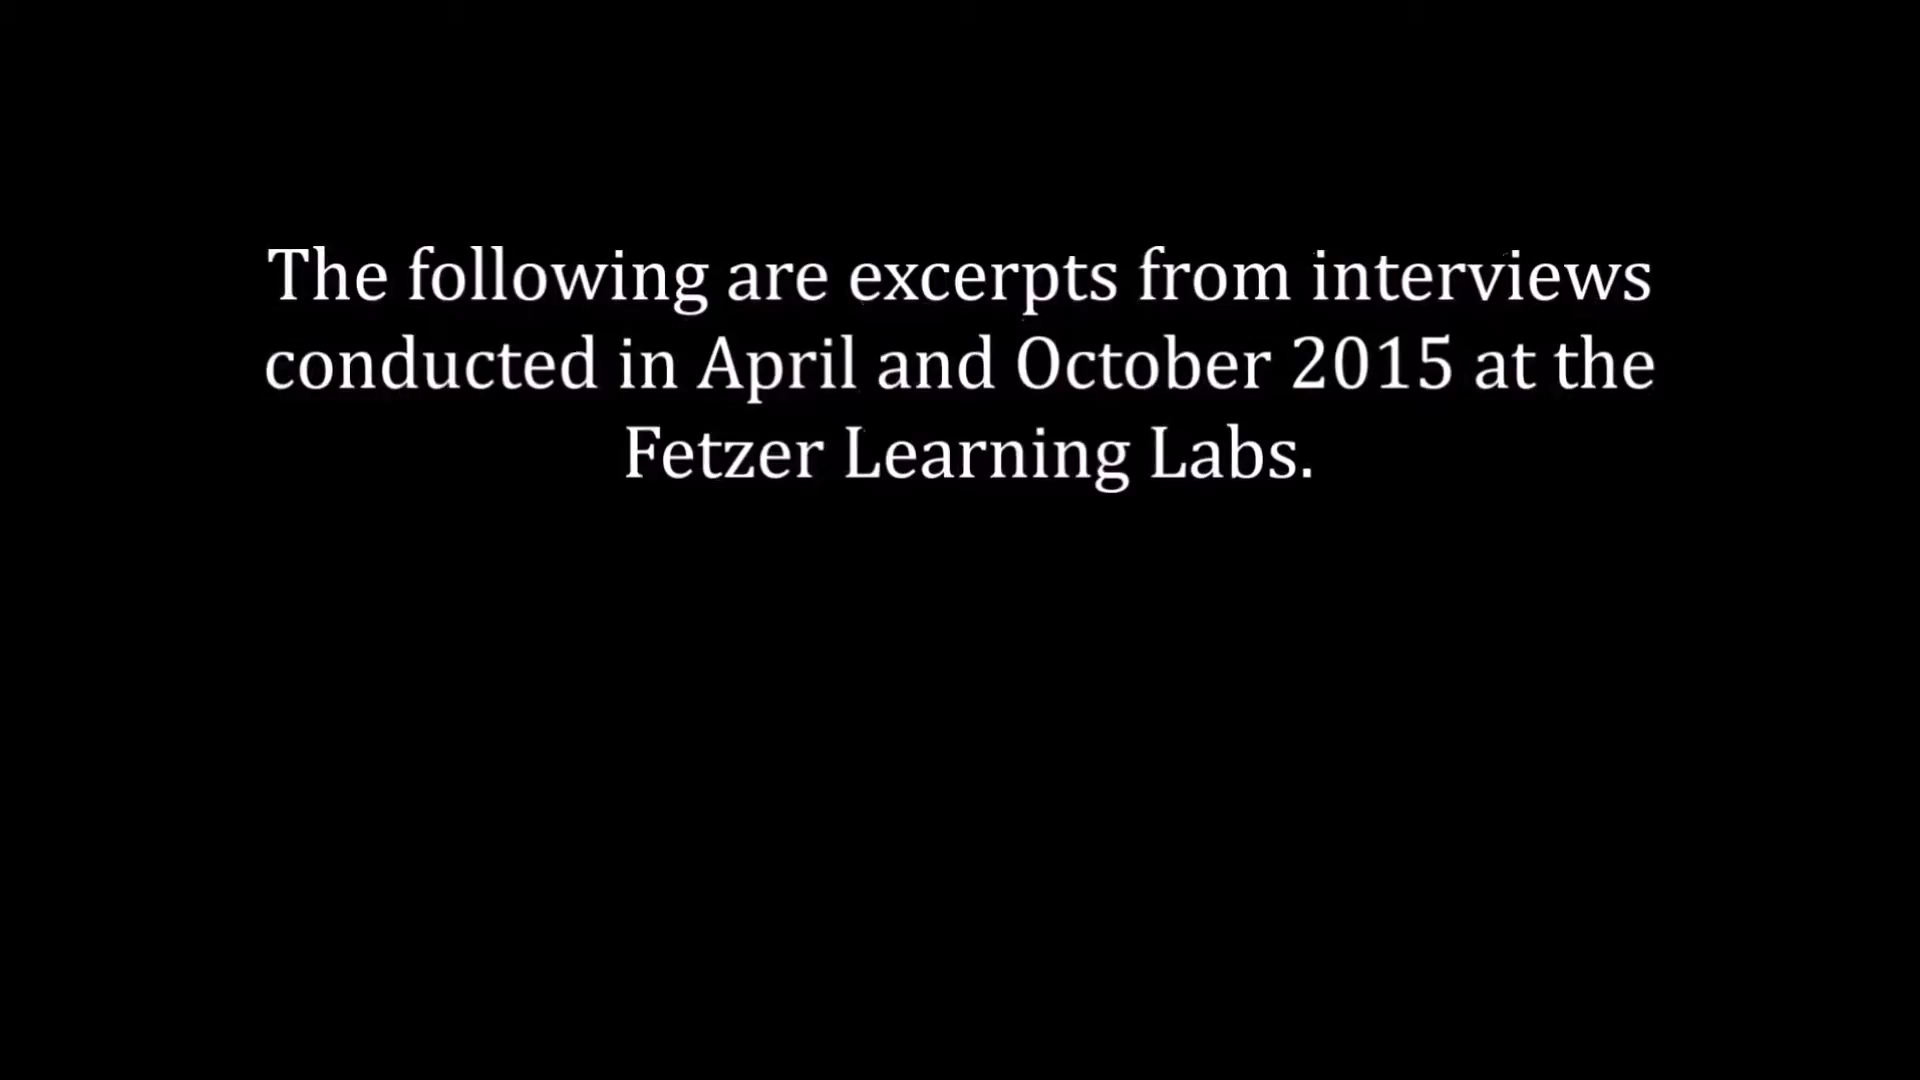 The following are excerpts from interviews
conducted in April and October 2015 at the
Fetzer Learning Labs.